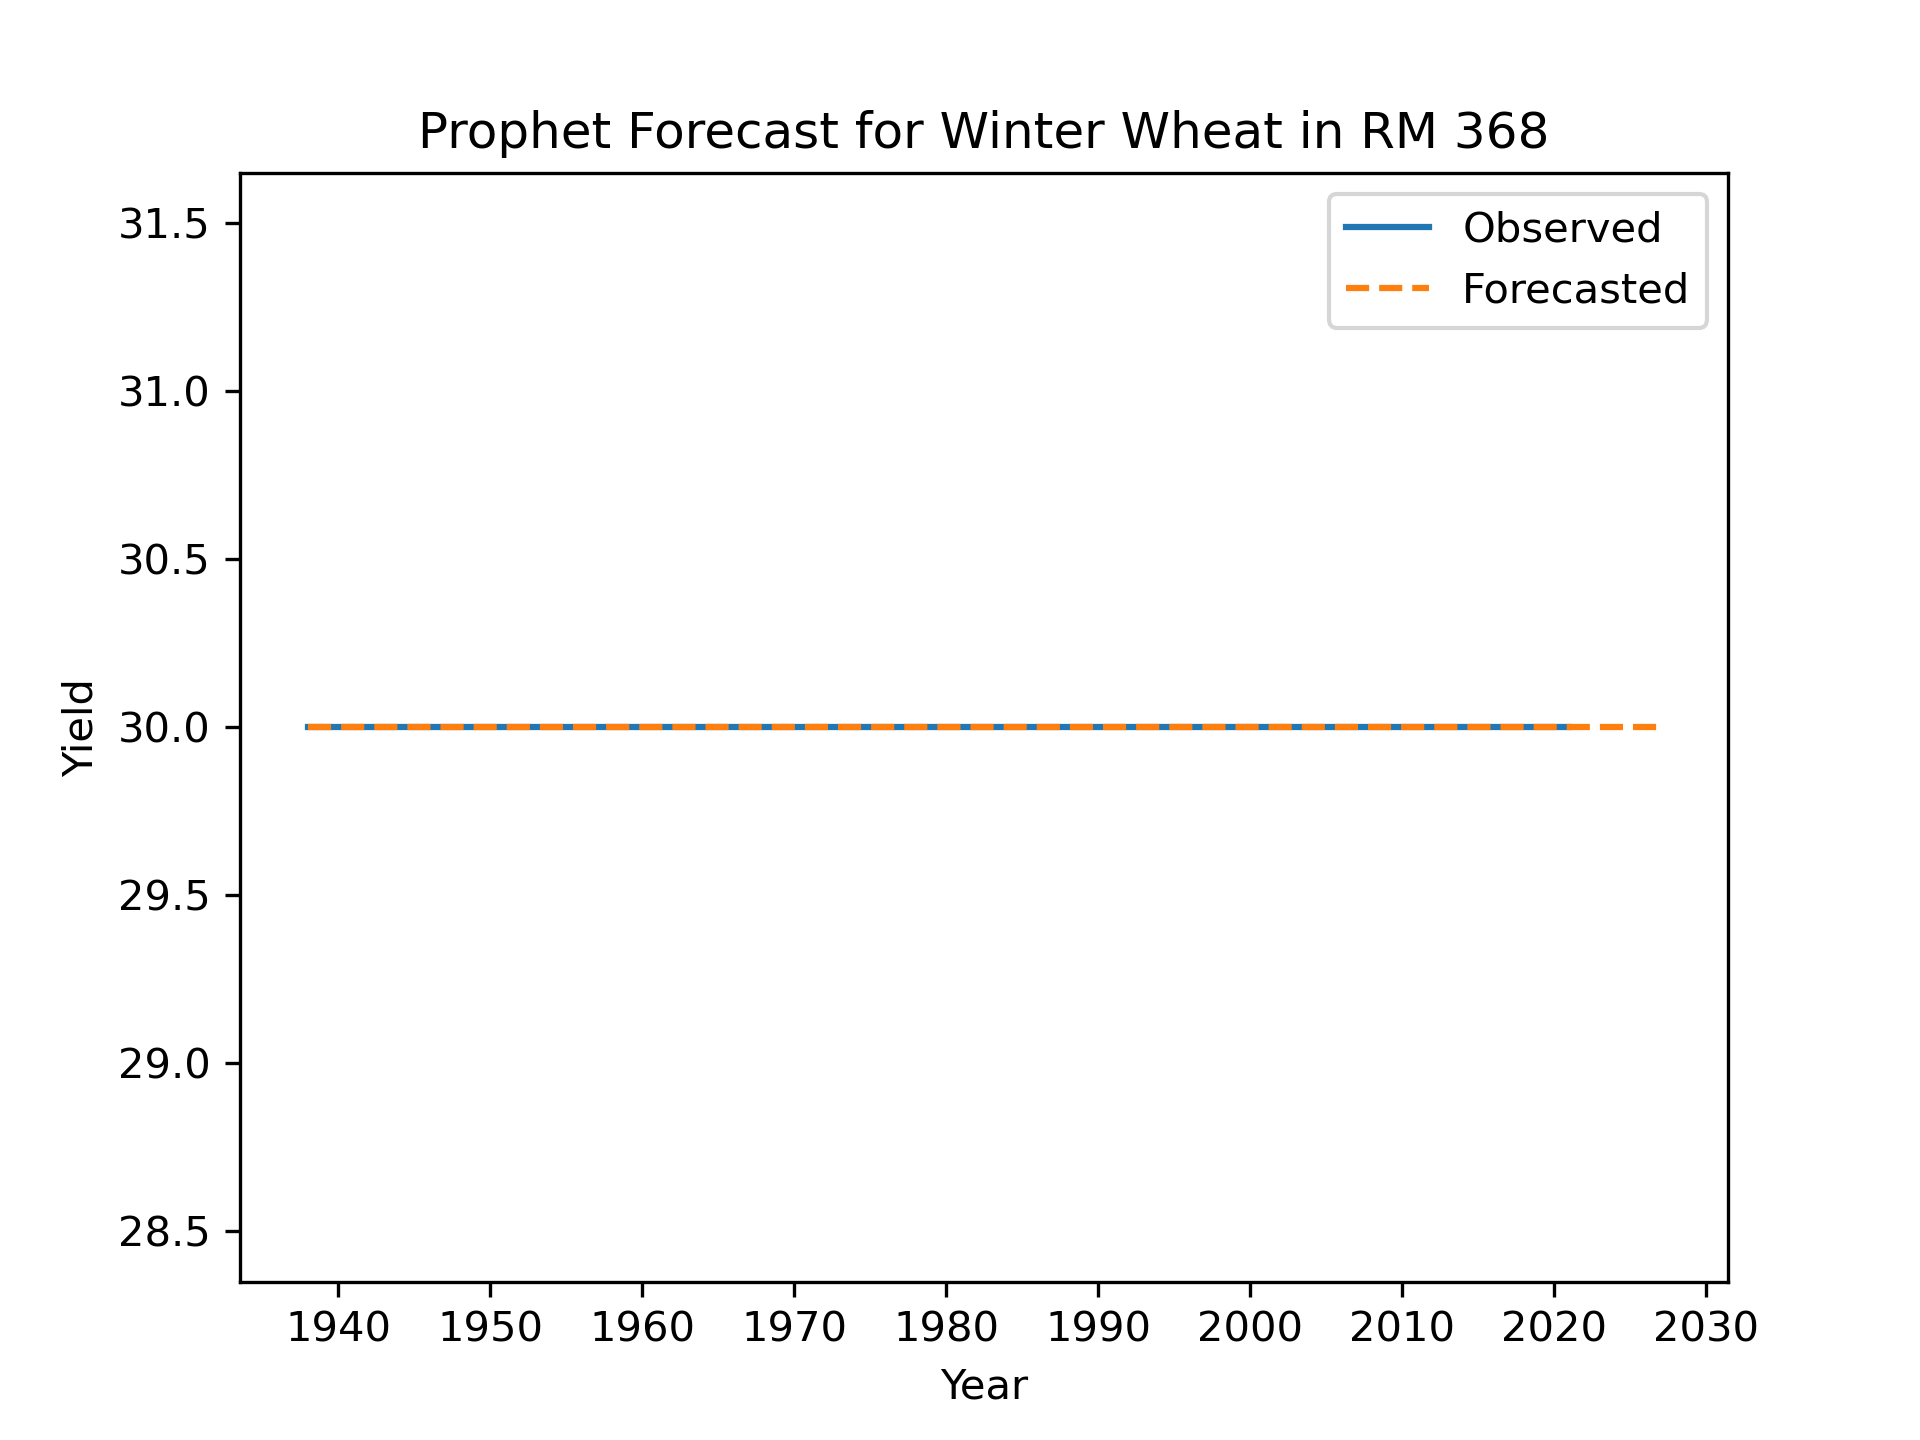 Prophet Forecast for Winter Wheat in RM 368
Observed
Forecasted
31.5
31.0
30.5
30.0
29.5
29.0
28.5
Yield
1940 1950 1960 1970 1980 1990 2000 2010 2020 2030
Year